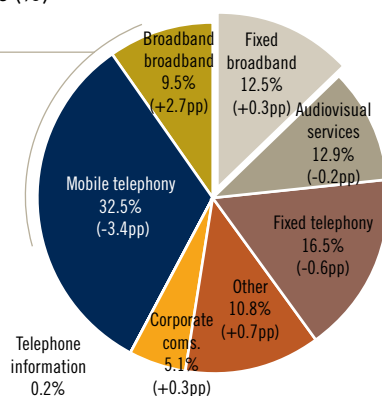 Broadband
broadband
9.5%
(+2.7pp)
Fixed
broadband
12.5%
(+0.3pp)
Audiovisual
services
12.9%
(-0.2pp)
Mobile telephony
32.5%
(-3.4pp)
Fixed telephony
16.5%
(-0.6pp)
Other
10.8%
(+0.7pp)
Corporate
coms.
5.1%
(+0.3pp)
Telephone
information
0.2%